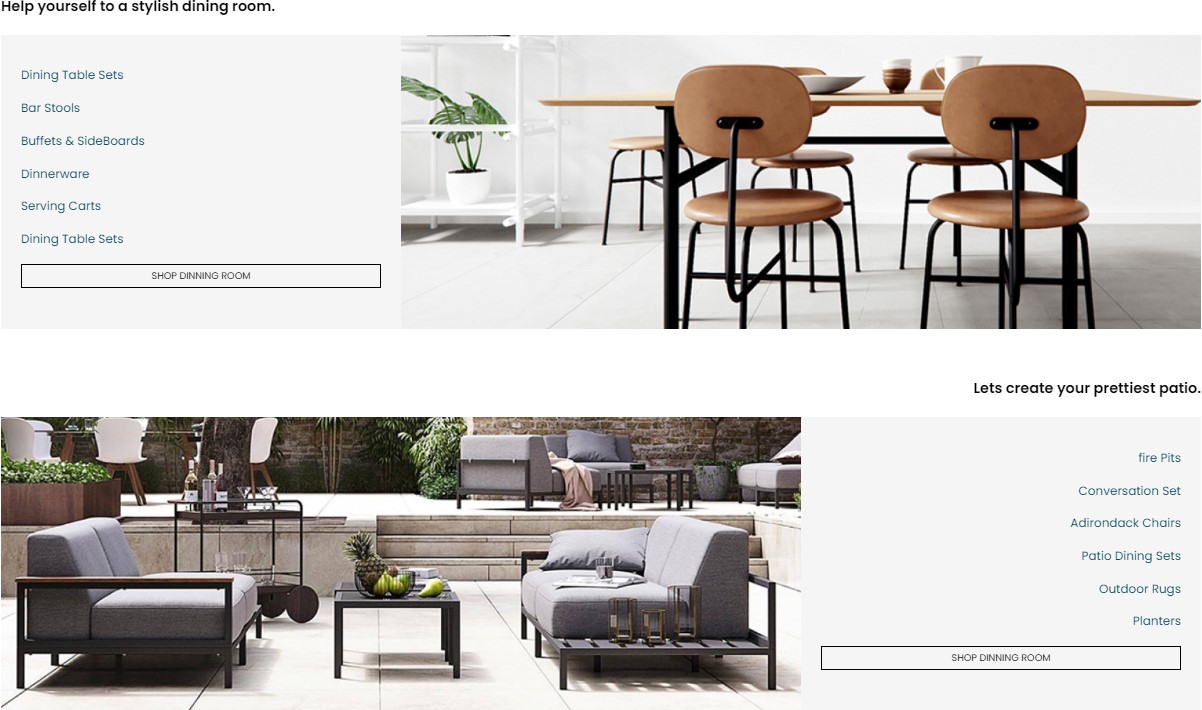 Help yourself to a stylish dining room.
Dining Table Sets
Bar Stools
Buffets & SideBoards
Dinnerware
Serving Carts
Dining Table Sets
SHOP DINNING ROOM
Lets create your prettiest patio.
fire Pits
Conversation Set
Adirondack Chairs
Patio Dining Sets
Outdoor Rugs
Planters
SHOP DINNING ROOM